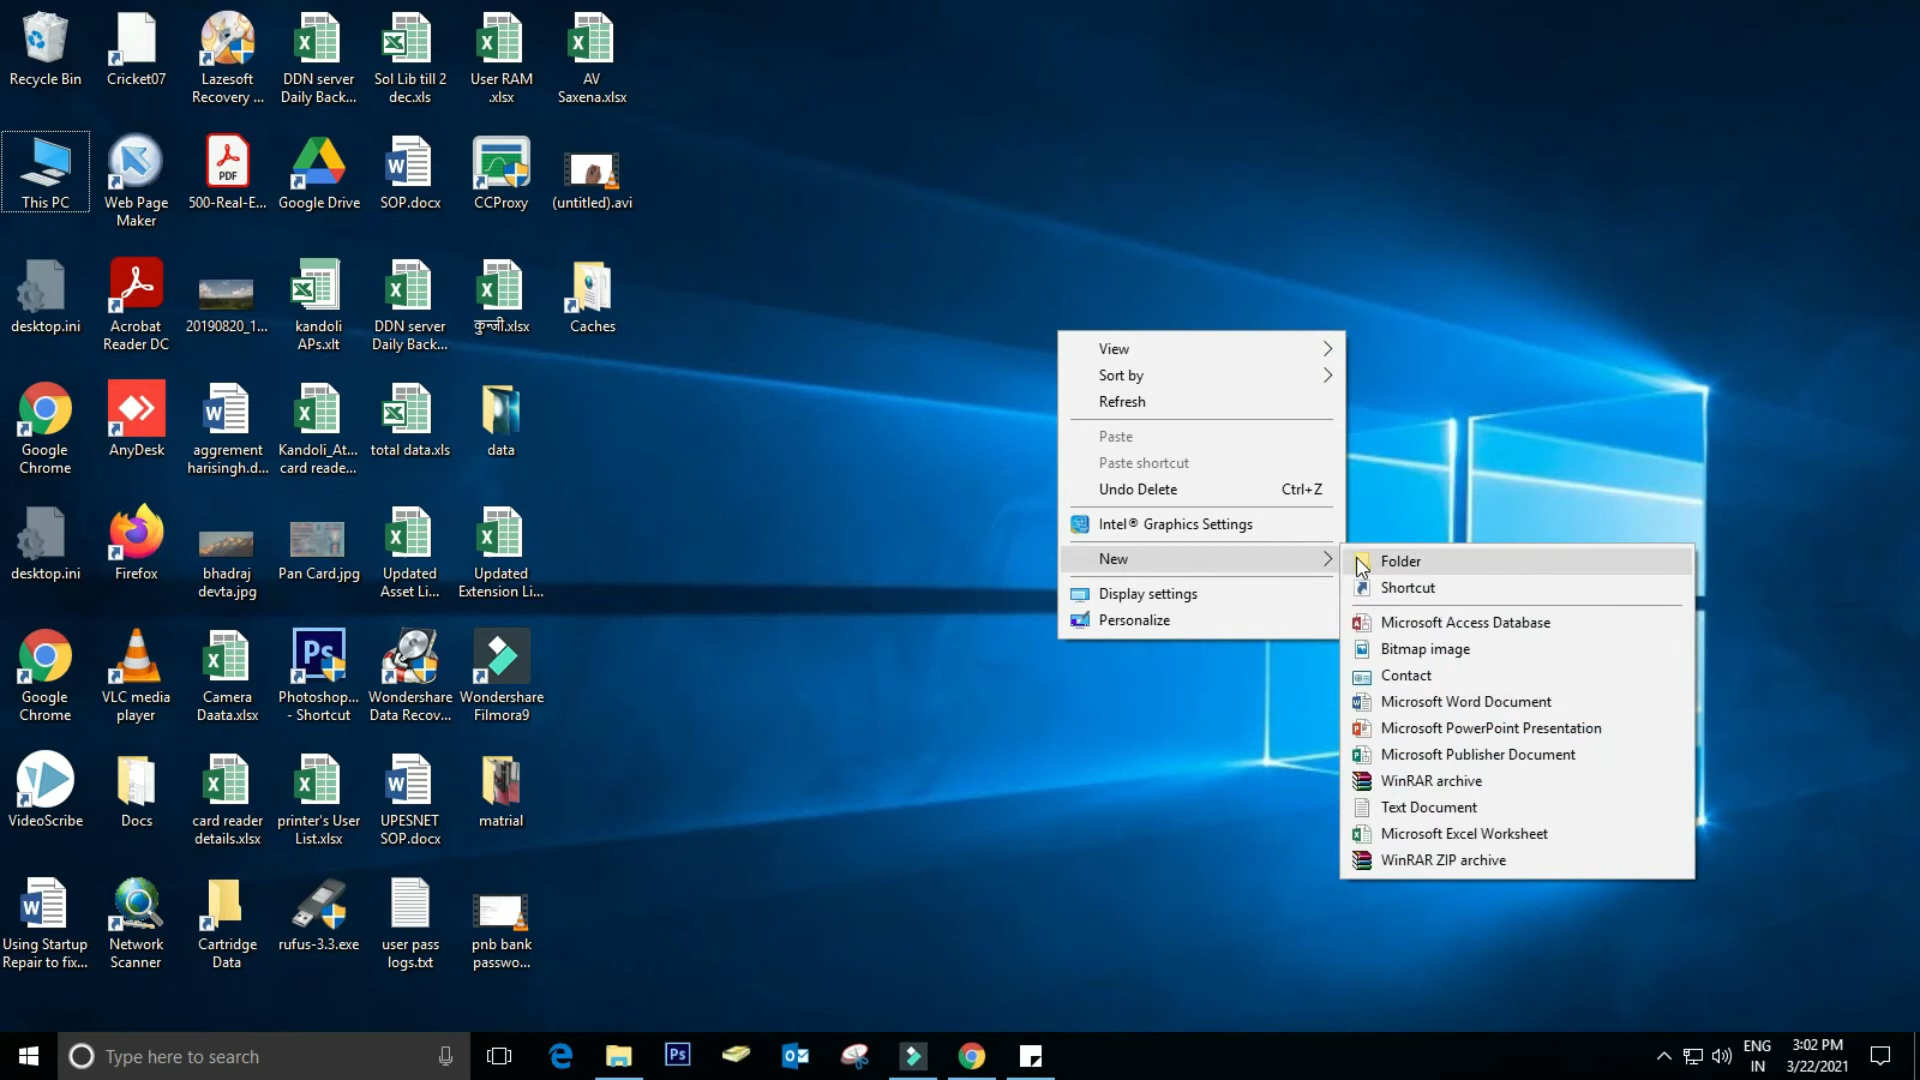 Recycle Bin
Cricket07
Lazesoft
Recovery ...
DDN server
Daily Back...
Sol Lib till 2
dec.xls
User RAM
.xlsx
AV
Saxena.xlsx
This PC
Web Page
Maker
PDF
500-Real-E...
Google Drive
SOP.docx
CCProxy
(untitled).avi
desktop.ini
Acrobat
Reader DC
20190820_1...
kandoli
APs.xlt
DDN server
Daily Back...
कुन्जी.xlsx
Caches
Google
Chrome
AnyDesk
aggrement
harisingh.d...
Kandoli_At...
card reade...
total data.xls
data
desktop.ini
Firefox
bhadraj
devta.jpg
Pan Card.jpg
Updated
Asset Li...
Updated
Extension Li...
Google
Chrome
VLC media
player
Camera
Daata.xlsx
Ps
Photoshop...
- Shortcut
Wondershare
Data Recov...
Wondershare
Filmora9
VideoScribe
Docs
card reader
details.xlsx
printer's User
List.xlsx
UPESNET
SOP.docx
matrial
Using Startup
Repair to fix...
Network
Scanner
Cartridge
Data
rufus-3.3.exe
user pass
logs.txt
pnb bank
passwo...
View
Sort by
Refresh
Paste
Paste shortcut
Undo Delete Ctrl+Z
Intel® Graphics Settings
New
Display settings
Personalize
Folder
Shortcut
Microsoft Access Database
Bitmap image
Contact
Microsoft Word Document
Microsoft PowerPoint Presentation
Microsoft Publisher Document
WinRAR archive
Text Document
Microsoft Excel Worksheet
WinRAR ZIP archive
Type here to search
Ps
ENG
IN
3:02 PM
3/22/2021